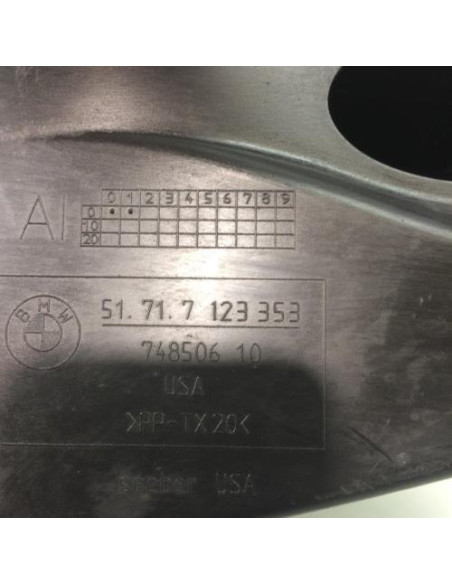 AI
0 1 2 3 4 5 6 7 8 9
0
10
20
BMW
51. 71. 7 123 353
748506 10
USA
>PP-TX20<
USA